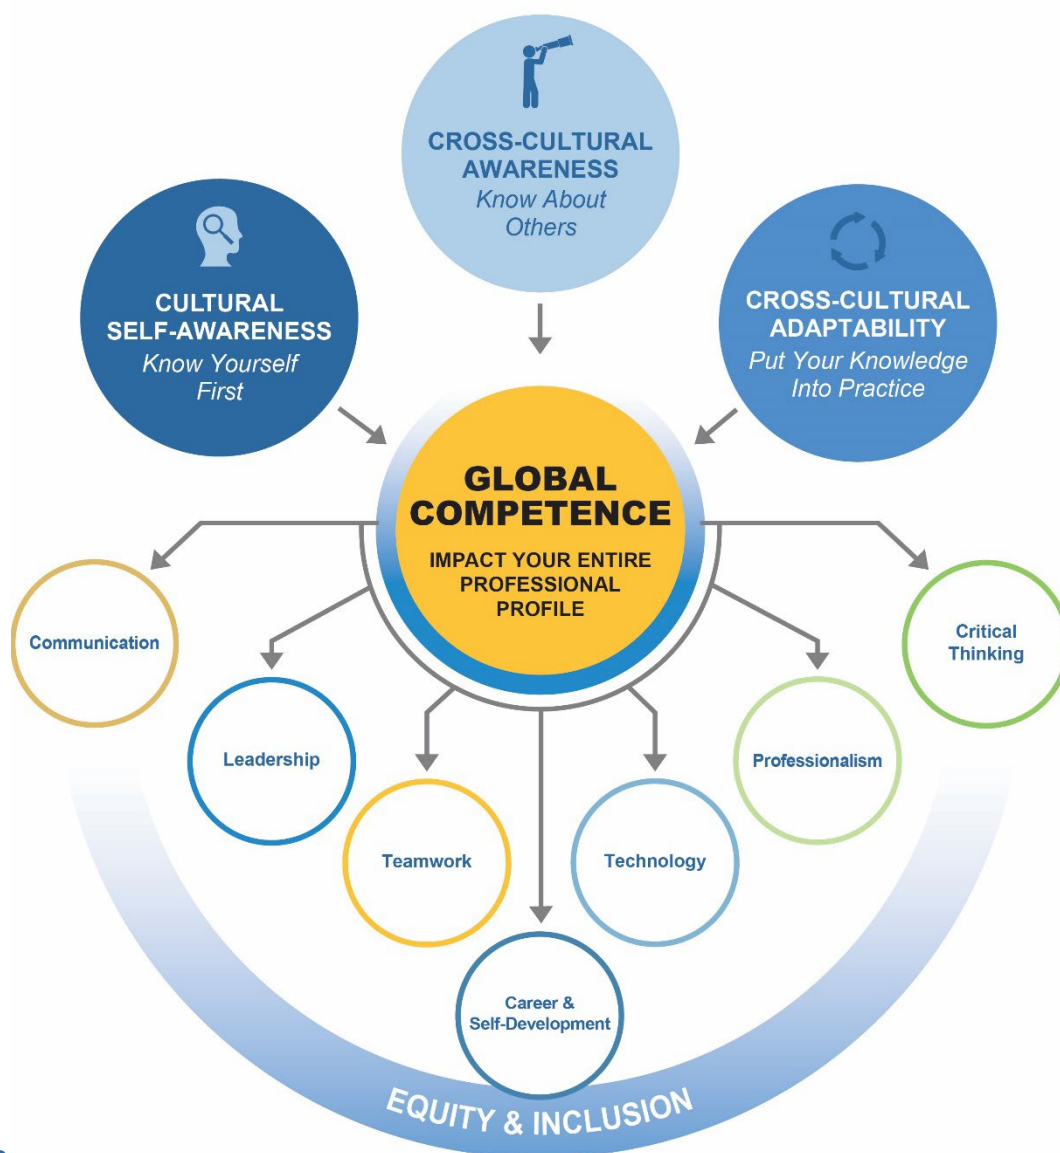 CROSS-CULTURAL
AWARENESS
Know About
Others
CULTURAL
SELF-AWARENESS
Know Yourself
First
CROSS-CULTURAL
ADAPTABILITY
Put Your Knowledge
Into Practice
GLOBAL
COMPETENCE
IMPACT YOUR ENTIRE
PROFESSIONAL
PROFILE
Communication
Leadership
Teamwork
Career &
Self-Development
Technology
Professionalism
Critical
Thinking
EQUITY & INCLUSION